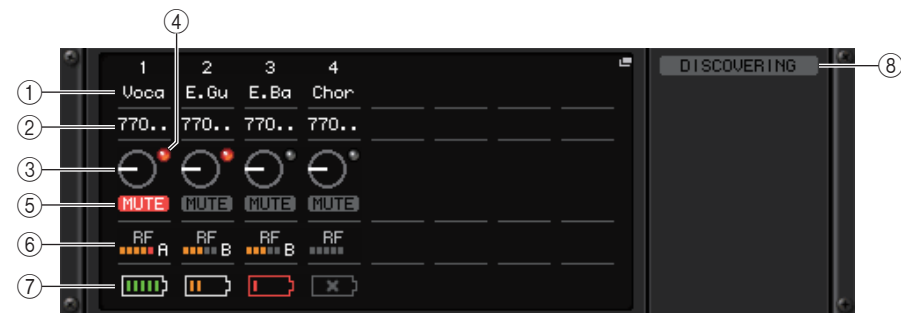 ④
1 2 3 4 DISCOVERING ⑧
① Voca E.Gu E.Ba Chor
② 770.. 770.. 770.. 770..
③
⑤ MUTE MUTE MUTE MUTE
⑥ RF A RF B RF B RF
⑦